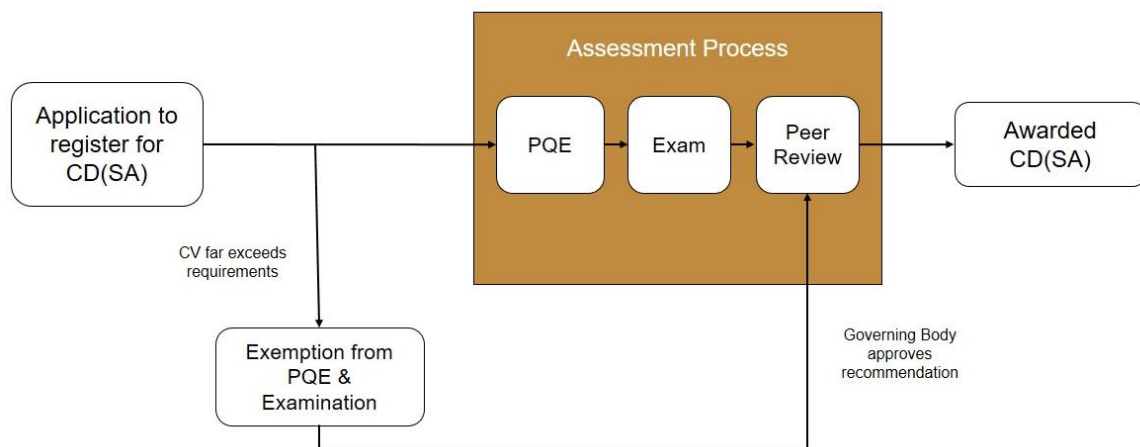 Assessment Process
Application to
register for
CD(SA)
PQE
Exam
Peer
Review
Awarded
CD(SA)
CV far exceeds
requirements
Exemption from
PQE &
Examination
Governing Body
approves
recommendation